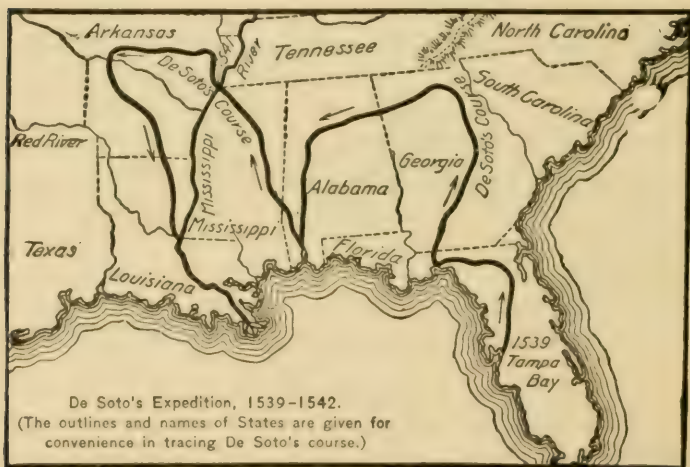 Arkansas
1541
River
Tennessee
North Carolina
De Soto's Course
South Carolina
De Soto's Course
Red River
Mississippi
Georgia
Alabama
Mississippi
Florida
Texas
Louisiana
1539
Tampa
Bay
De Soto's Expedition, 1539-1542.
(The outlines and names of States are given for
convenience in tracing De Soto's course.)